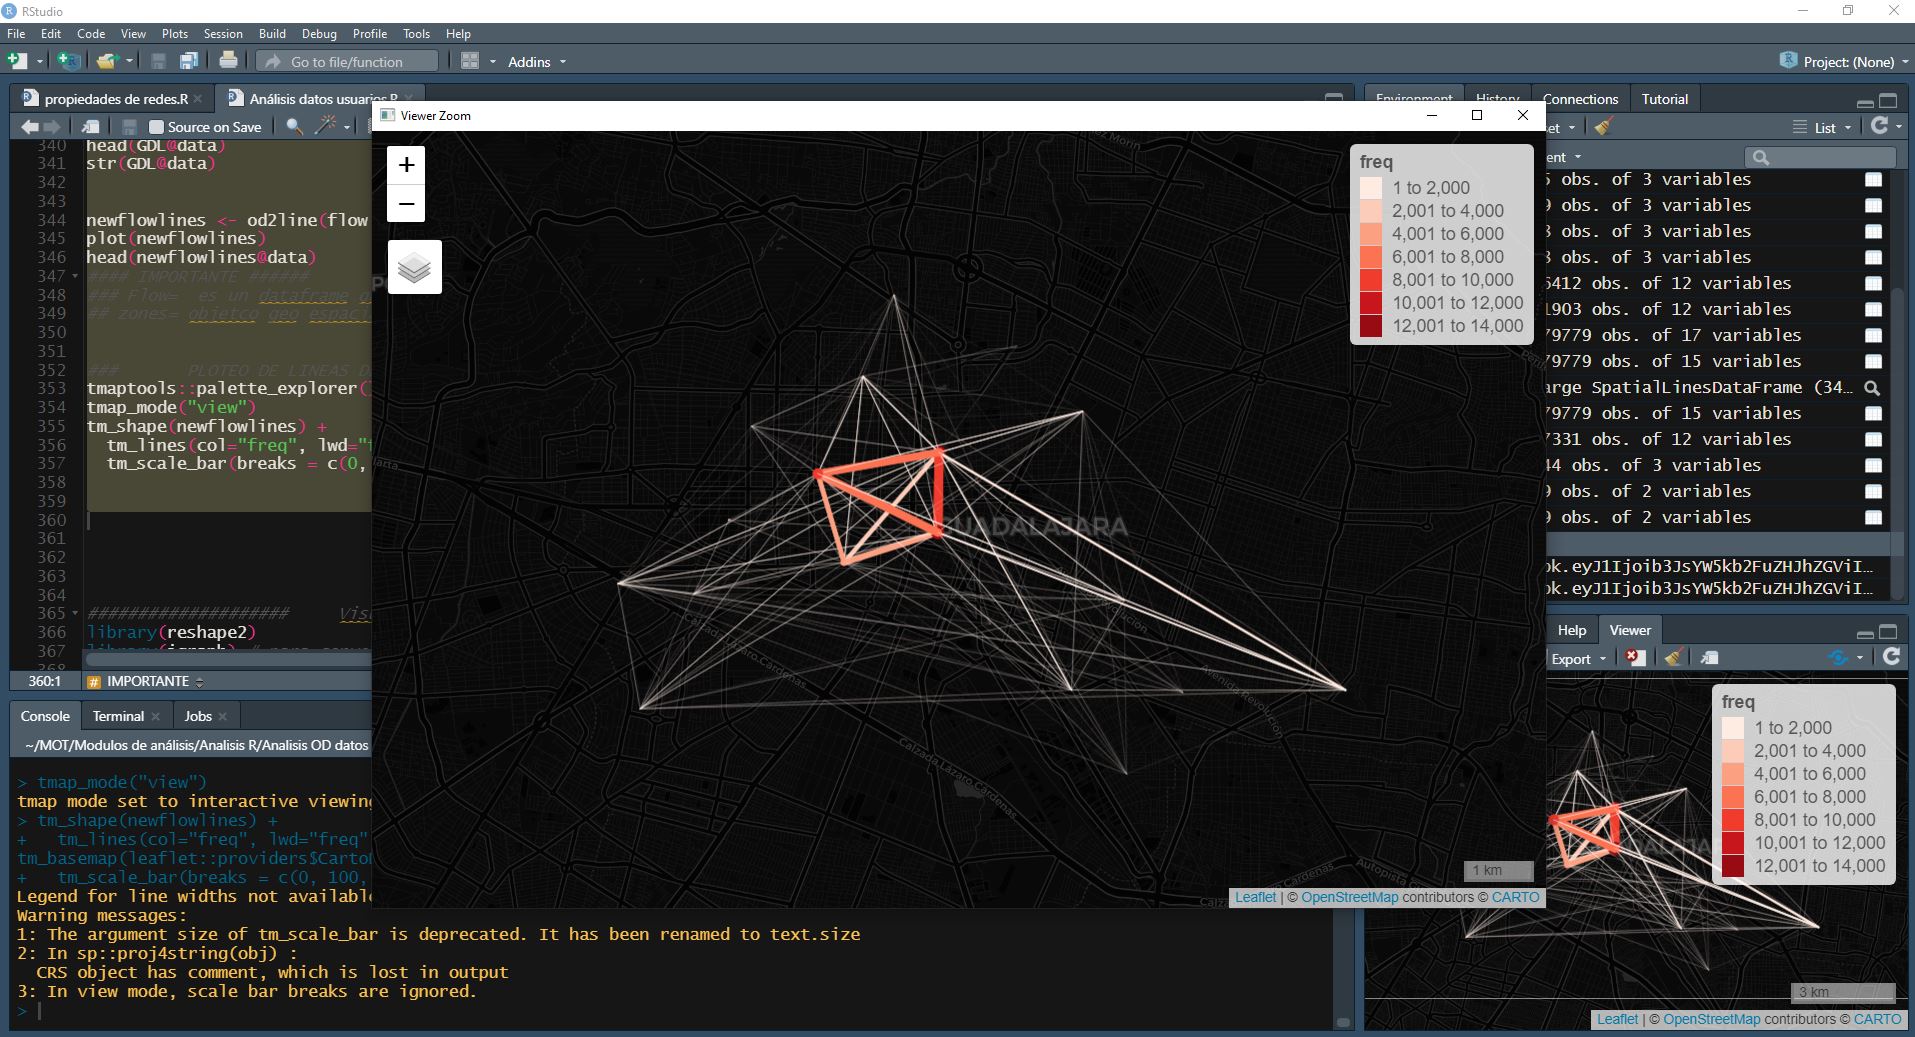 RStudio
File Edit Code View Plots Session Build Debug Profile Tools Help
Go to file/function
Addins
Project: (None)
propiedades de redes.R
Análisis datos usuarios.R
Source on Save
340 head(GDL@data)
341 str(GDL@data)
342
343
344 newflowlines <- od2line(flow
345 plot(newflowlines)
346 head(newflowlines@data)
347 #### IMPORTANTE ######
348 ### Flow= es un dataframe
349 ## zones= objetco geo espaci
350
351
352 ### PLOTEO DE LINEAS D
353 tmaptools::palette_explorer(
354 tmap_mode("view")
355 tm_shape(newflowlines) +
356 tm_lines(col="freq", lwd="
357 tm_scale_bar(breaks = c(0,
358
359
360
361
362
363
364
365 #################### Vis
366 library(reshape2)
367
368
360:1 IMPORTANTE
Console Terminal Jobs
~/MOT/Modulos de análisis/Analisis R/Analisis OD datos
> tmap_mode("view")
tmap mode set to interactive viewing
> tm_shape(newflowlines) +
+ tm_lines(col="freq", lwd="freq"
tm_basemap(leaflet::providers$Carto
+ tm_scale_bar(breaks = c(0, 100,
Legend for line widths not available
Warning messages:
1: The argument size of tm_scale_bar is deprecated. It has been renamed to text.size
2: In sp::proj4string(obj) :
CRS object has comment, which is lost in output
3: In view mode, scale bar breaks are ignored.
>
Viewer Zoom
+
−
freq
1 to 2,000
2,001 to 4,000
4,001 to 6,000
6,001 to 8,000
8,001 to 10,000
10,001 to 12,000
12,001 to 14,000
GUADALAJARA
Calzada Lázaro Cárdenas
Avenida Revolución
Calzada Lázaro Cárdenas
1 km
Leaflet | © OpenStreetMap contributors © CARTO
Environment History Connections Tutorial
List
5 obs. of 3 variables
9 obs. of 3 variables
3 obs. of 3 variables
3 obs. of 3 variables
6412 obs. of 12 variables
1903 obs. of 12 variables
79779 obs. of 17 variables
79779 obs. of 15 variables
arge SpatialLinesDataFrame (34…
79779 obs. of 15 variables
7331 obs. of 12 variables
44 obs. of 3 variables
9 obs. of 2 variables
9 obs. of 2 variables
Help Viewer
Export
freq
1 to 2,000
2,001 to 4,000
4,001 to 6,000
6,001 to 8,000
8,001 to 10,000
10,001 to 12,000
12,001 to 14,000
3 km
Leaflet | © OpenStreetMap contributors © CARTO